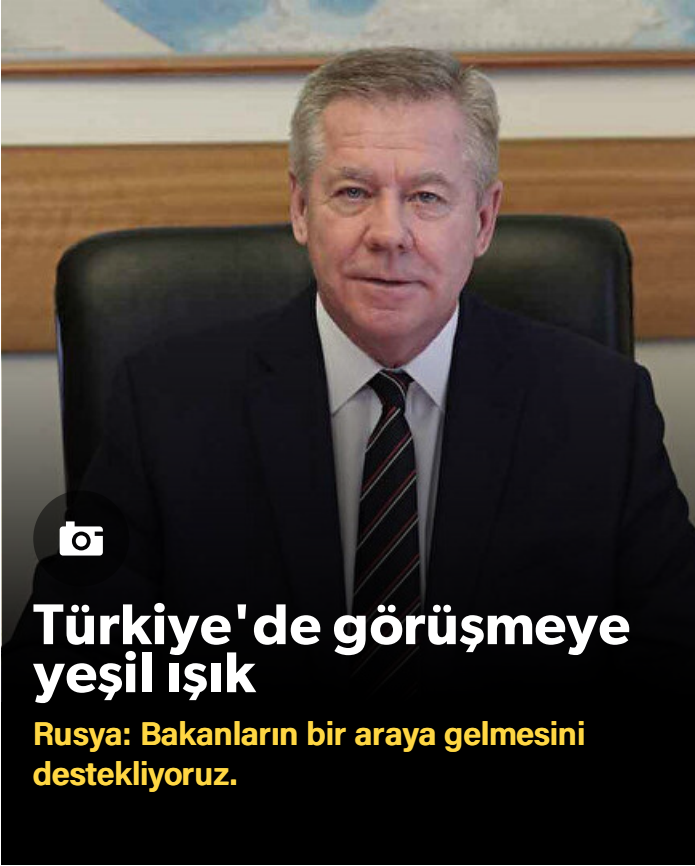 Türkiye'de görüşmeye
yeşil ışık
Rusya: Bakanların bir araya gelmesini
destekliyoruz.